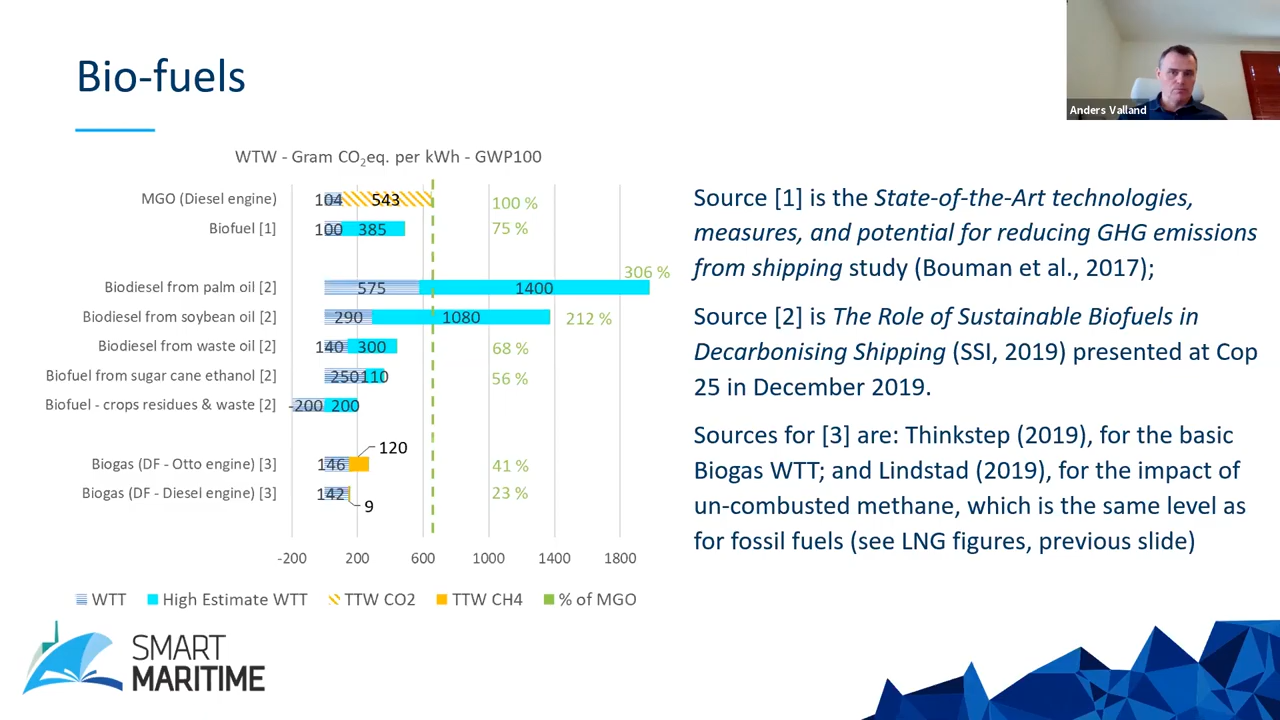 Bio-fuels
Anders Valland
WTW - Gram CO₂eq. per kWh - GWP100
MGO (Diesel engine) 104 543 100 %
Biofuel [1] 100 385 75 %
306 %
Biodiesel from palm oil [2] 575 1400
Biodiesel from soybean oil [2] 290 1080 212 %
Biodiesel from waste oil [2] 140 300 68 %
Biofuel from sugar cane ethanol [2] 250 110 56 %
Biofuel - crops residues & waste [2] -200 200
120
Biogas (DF - Otto engine) [3] 146 41 %
Biogas (DF - Diesel engine) [3] 142 23 %
9
-200 200 600 1000 1400 1800
WTT High Estimate WTT TTW CO2 TTW CH4 % of MGO
Source [1] is the State-of-the-Art technologies,
measures, and potential for reducing GHG emissions
from shipping study (Bouman et al., 2017);
Source [2] is The Role of Sustainable Biofuels in
Decarbonising Shipping (SSI, 2019) presented at Cop
25 in December 2019.
Sources for [3] are: Thinkstep (2019), for the basic
Biogas WTT; and Lindstad (2019), for the impact of
un-combusted methane, which is the same level as
for fossil fuels (see LNG figures, previous slide)
SMART
MARITIME